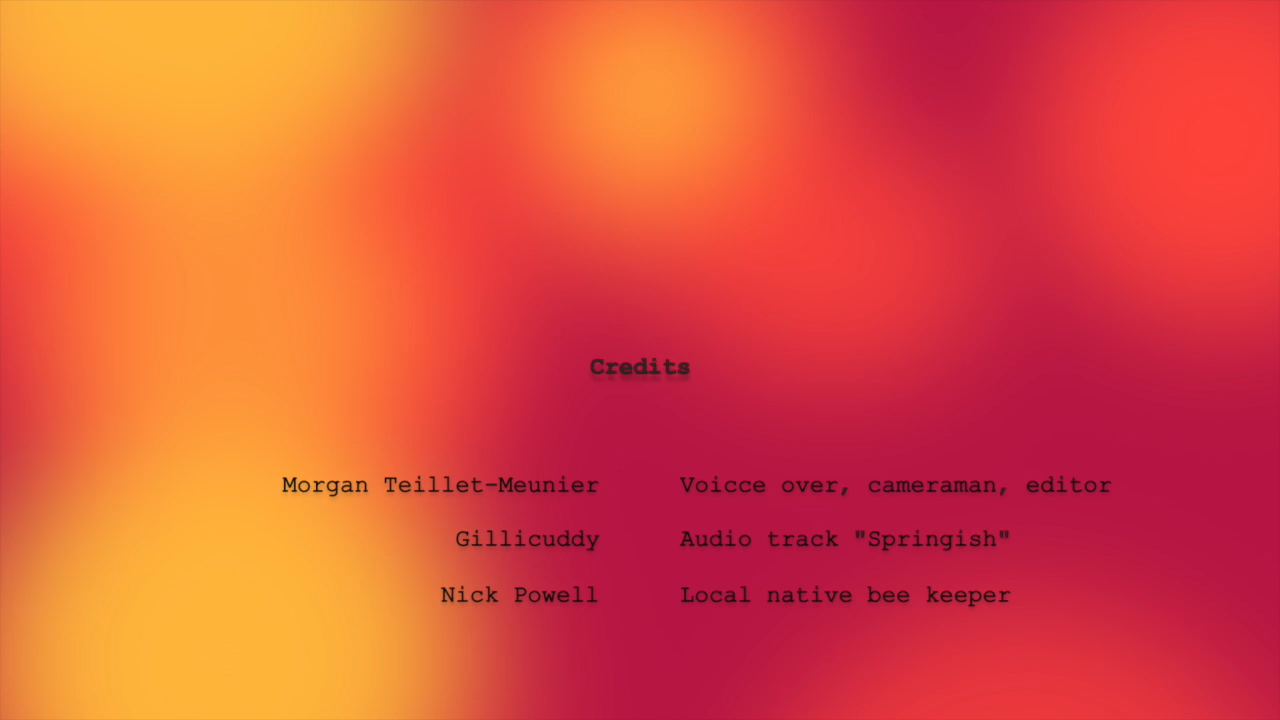 Credits
Morgan Teillet-Meunier Voicce over, cameraman, editor
Gillicuddy Audio track "Springish"
Nick Powell Local native bee keeper